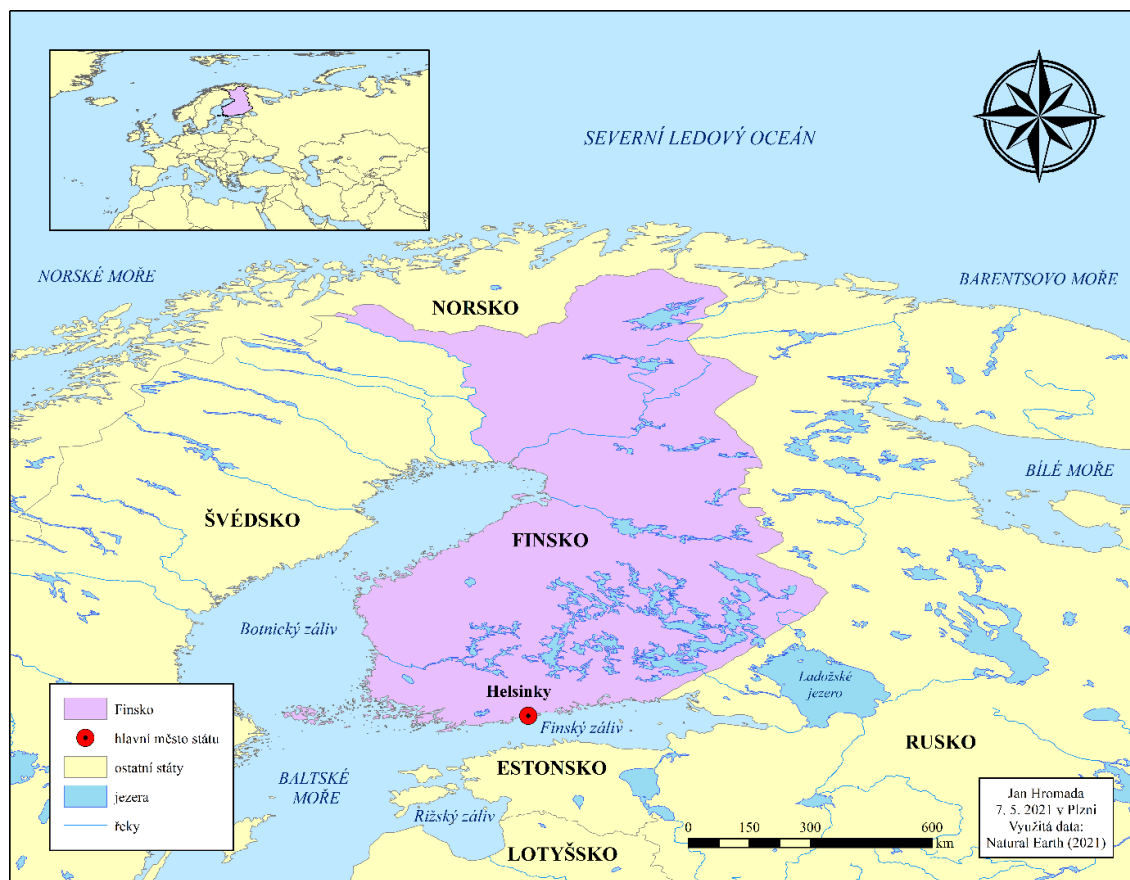 SEVERNÍ LEDOVÝ OCEÁN
NORSKÉ MOŘE
BARENTSOVO MOŘE
NORSKO
BÍLÉ MOŘE
ŠVÉDSKO
FINSKO
Botnický záliv
Ladožské
jezero
Helsinky
Finský záliv
RUSKO
ESTONSKO
BALTSKÉ
MOŘE
Rižský záliv
LOTYŠSKO
Finsko
hlavní město státu
ostatní státy
jezera
řeky
0 150 300 600
km
Jan Hromada
7. 5. 2021 v Plzni
Využitá data:
Natural Earth (2021)